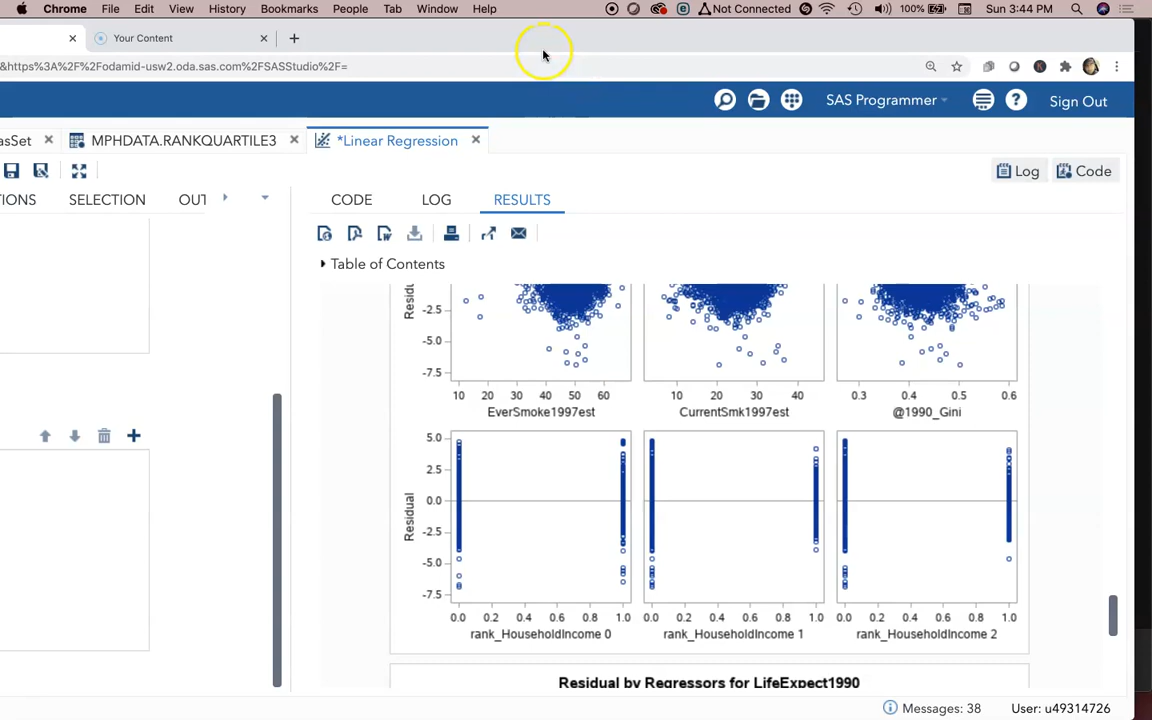 Chrome File Edit View History Bookmarks People Tab Window Help Not Connected 100% Sun 3:44 PM
Your Content
&https%3A%2F%2Fodamid-usw2.oda.sas.com%2FSASStudio%2F=
SAS Programmer Sign Out
asSet MPHDATA.RANKQUARTILE3 *Linear Regression
Log Code
IONS SELECTION OUT CODE LOG RESULTS
Table of Contents
Residu
-2.5
-5.0
-7.5
10 20 30 40 50 60 10 20 30 40 0.3 0.4 0.5 0.6
EverSmoke1997est CurrentSmk1997est @1990_Gini
5.0
2.5
0.0
-2.5
-5.0
-7.5
Residual
0.0 0.2 0.4 0.6 0.8 1.0 0.0 0.2 0.4 0.6 0.8 1.0 0.0 0.2 0.4 0.6 0.8 1.0
rank_HouseholdIncome 0 rank_HouseholdIncome 1 rank_HouseholdIncome 2
Residual by Regressors for LifeExpect1990
Messages: 38 User: u49314726